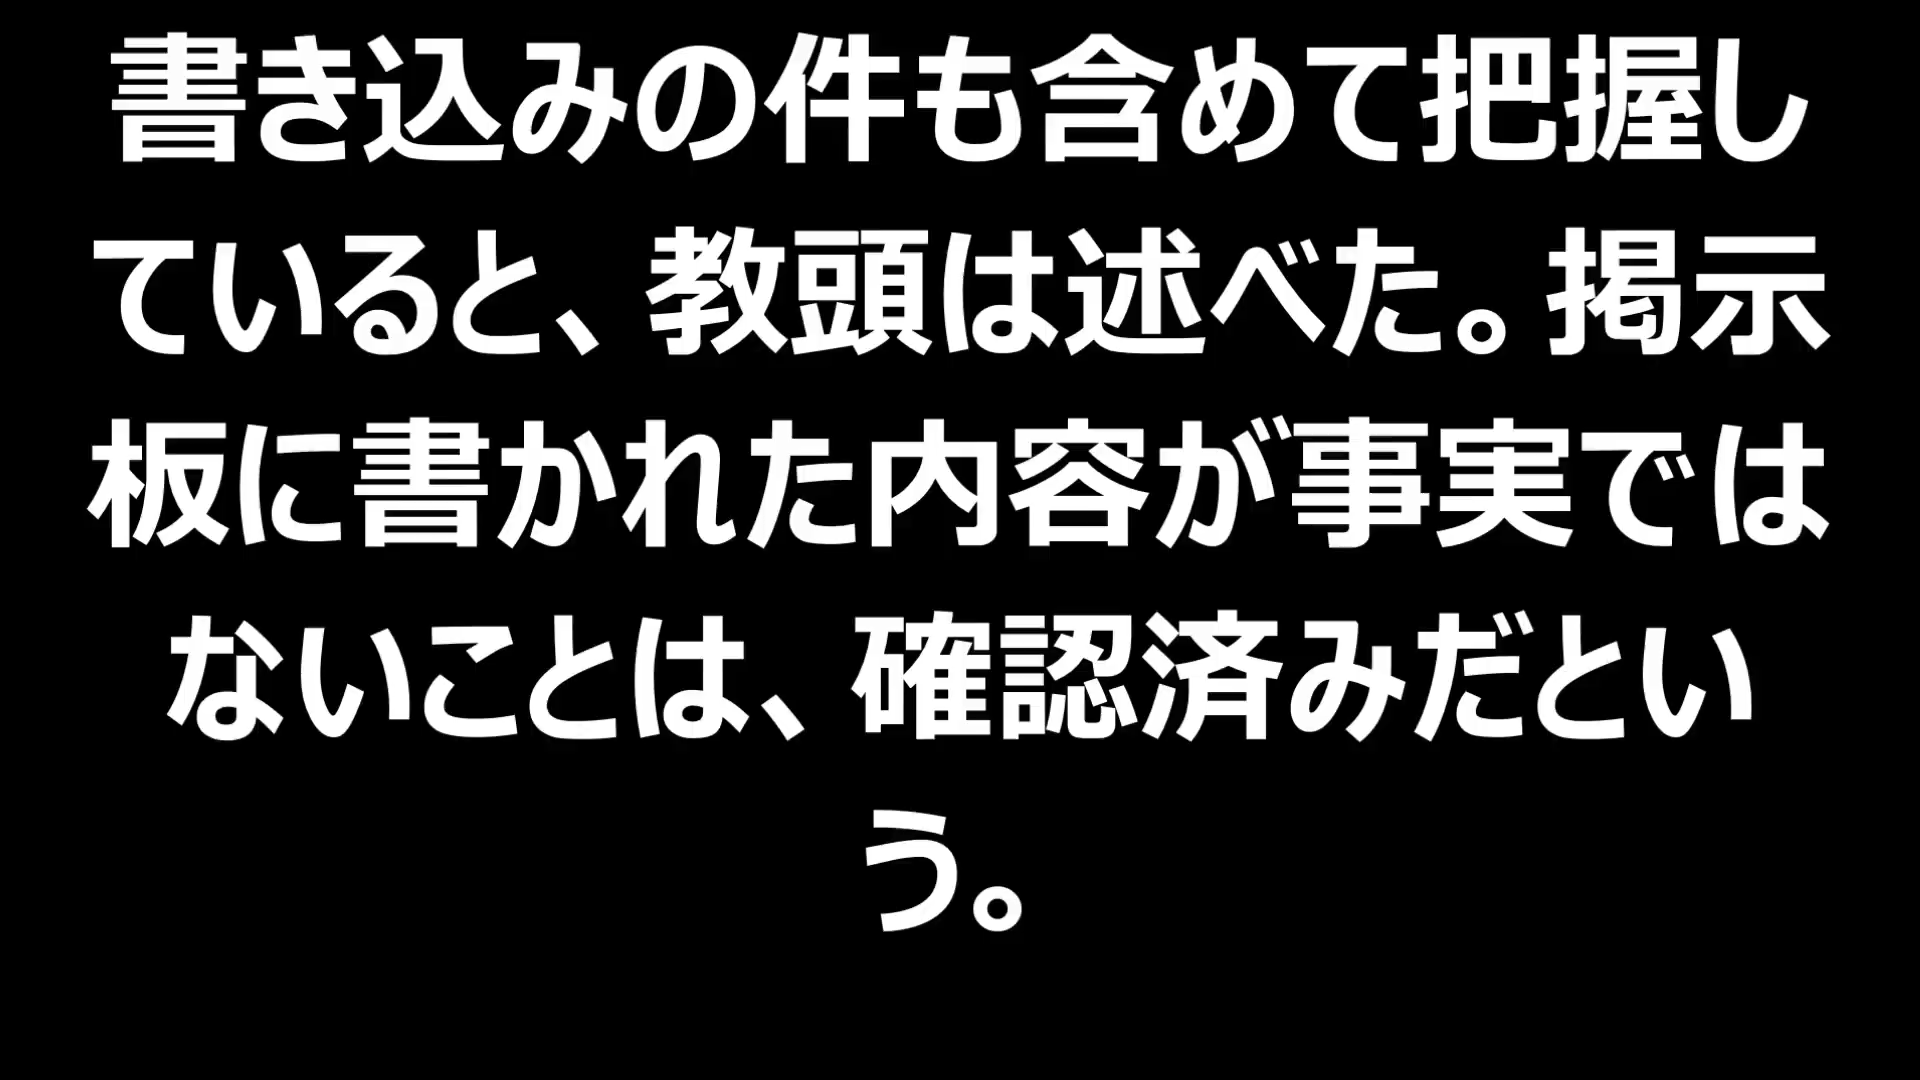 書き込みの件も含めて把握し
ていると、教頭は述べた。掲示
板に書かれた内容が事実では
ないことは、確認済みだとい
う。